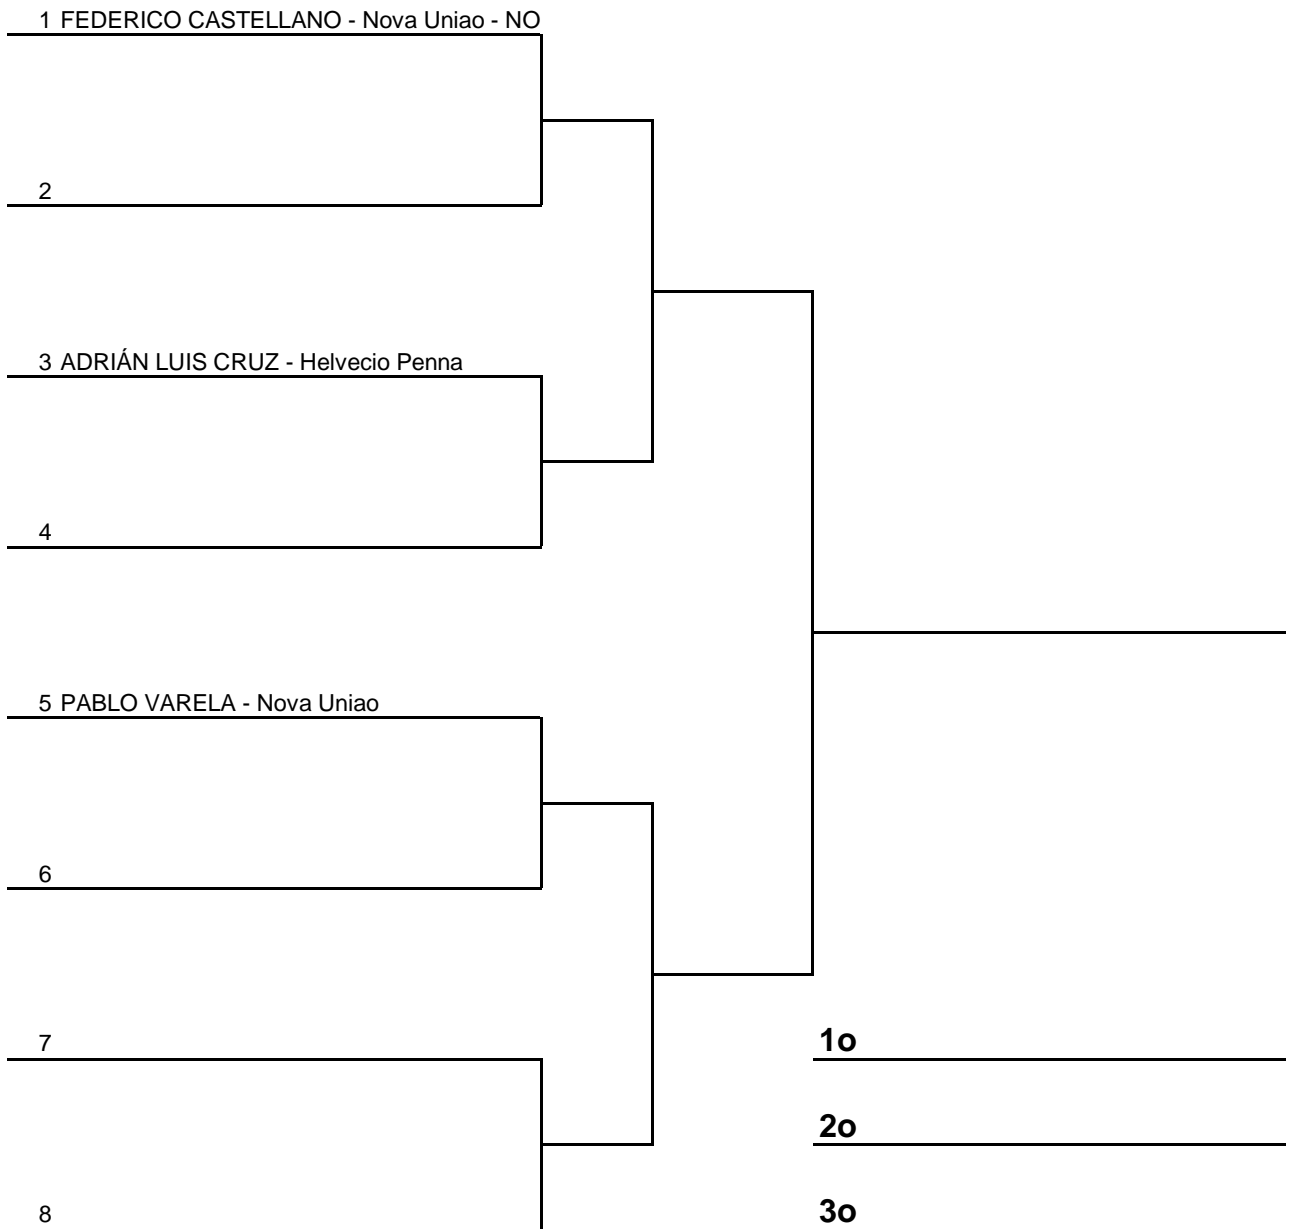 1 FEDERICO CASTELLANO - Nova Uniao - NO
2
3 ADRIÁN LUIS CRUZ - Helvecio Penna
4
5 PABLO VARELA - Nova Uniao
6
7
1o
2o
8
3o